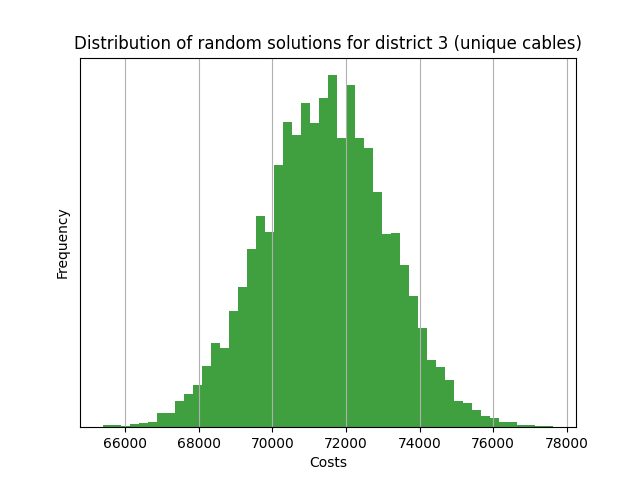 Distribution of random solutions for district 3 (unique cables)
Frequency
66000 68000 70000 72000 74000 76000 78000
Costs